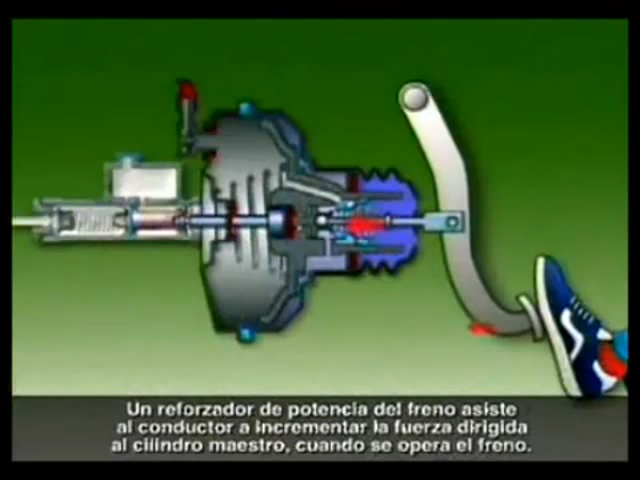 Un reforzador de potencia del freno asiste
al conductor a incrementar la fuerza dirigida
al cilindro maestro, cuando se opera el freno.